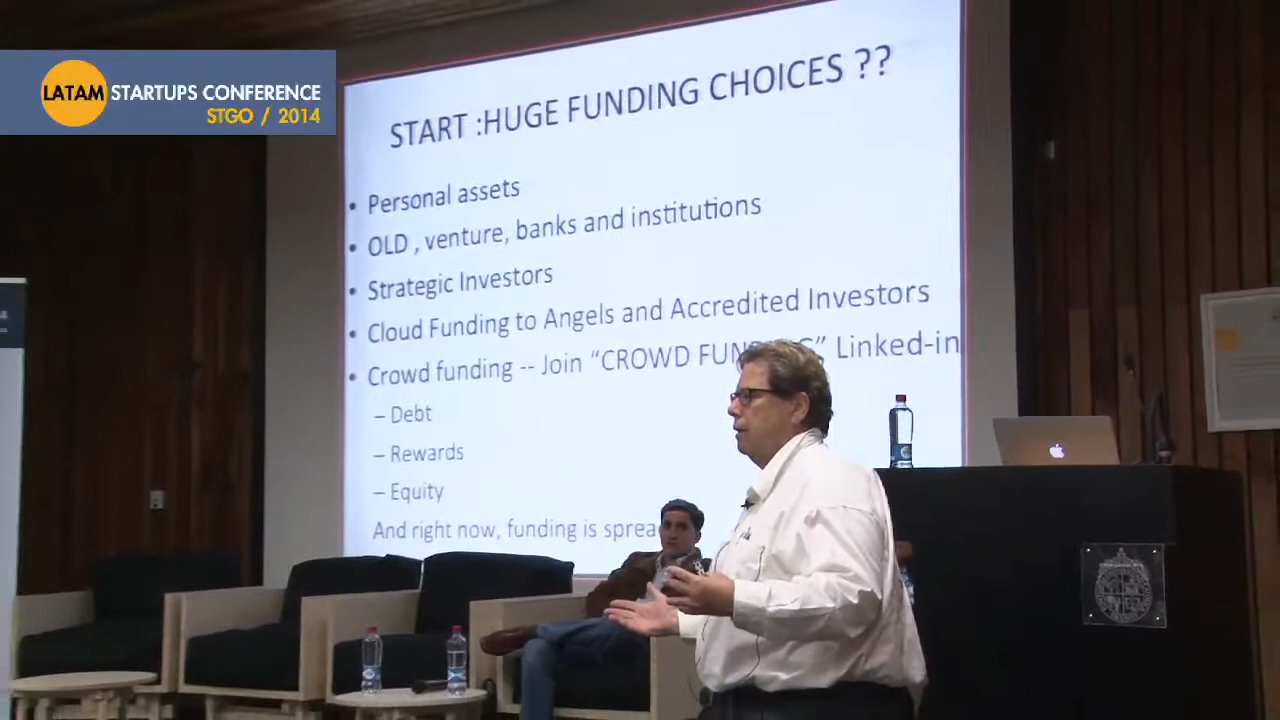 LATAM STARTUPS CONFERENCE
STGO / 2014
START :HUGE FUNDING CHOICES ??
• Personal assets
• OLD , venture, banks and institutions
• Strategic Investors
• Cloud Funding to Angels and Accredited Investors
• Crowd funding -- Join “CROWD FUNDING” Linked-in
– Debt
– Rewards
– Equity
And right now, funding is sprea
4